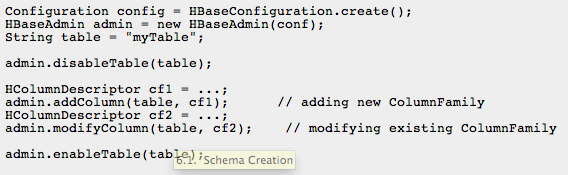 Configuration config = HBaseConfiguration.create();
HBaseAdmin admin = new HBaseAdmin(conf);
String table = "myTable";
admin.disableTable(table);
HColumnDescriptor cf1 = ...;
admin.addColumn(table, cf1);      // adding new ColumnFamily
HColumnDescriptor cf2 = ...;
admin.modifyColumn(table, cf2);    // modifying existing ColumnFamily
admin.enableTable(table);
6.1. Schema Creation